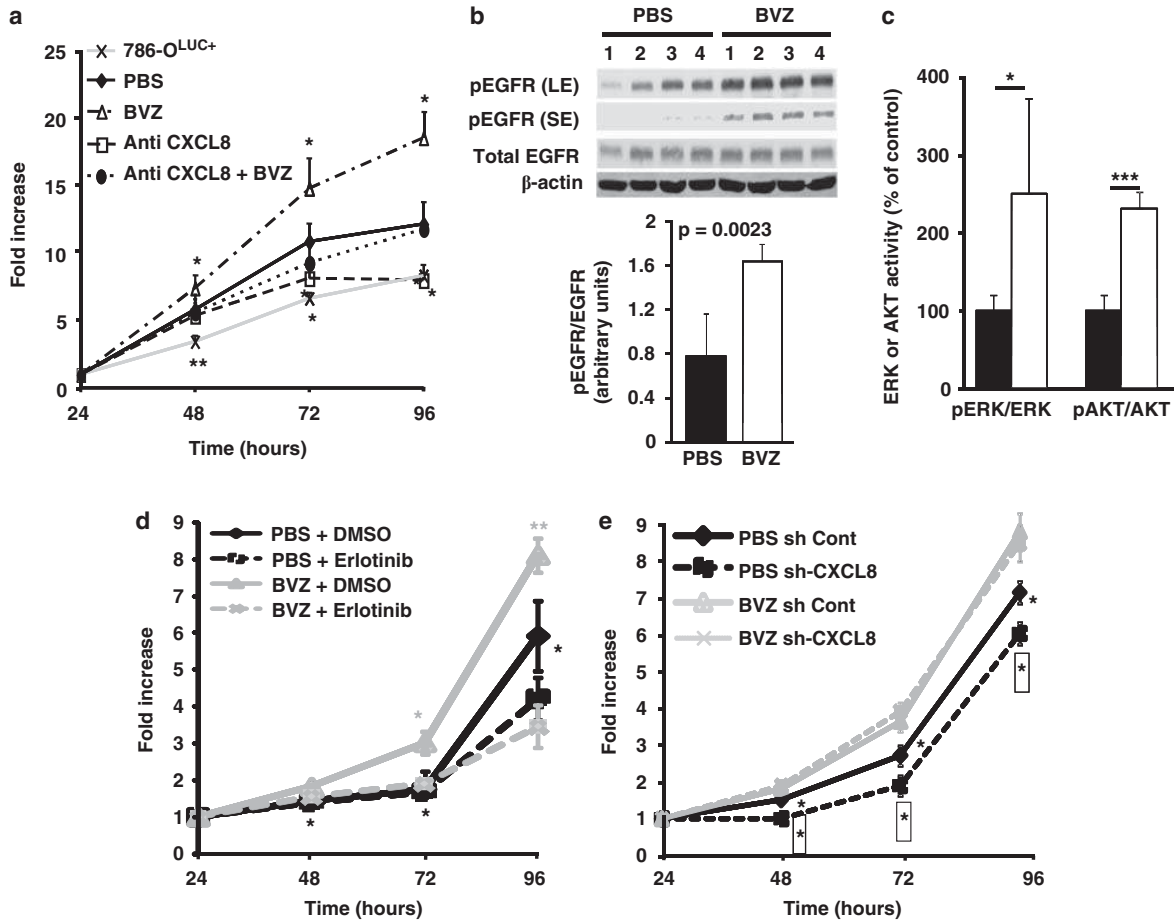 a
25
20
15
10
5
0
Fold increase
786-O^LUC+
PBS
BVZ
Anti CXCL8
Anti CXCL8 + BVZ
*
*
*
**
*
*
*
*
24
48
72
96
Time (hours)
b
PBS
BVZ
1 2 3 4 1 2 3 4
pEGFR (LE)
pEGFR (SE)
Total EGFR
β-actin
2
1.6
1.2
0.8
0.4
0
pEGFR/EGFR
(arbitrary units)
p = 0.0023
PBS
BVZ
c
400
300
200
100
0
ERK or AKT activity (% of control)
*
***
pERK/ERK
pAKT/AKT
d
9
8
7
6
5
4
3
2
1
0
Fold increase
PBS + DMSO
PBS + Erlotinib
BVZ + DMSO
BVZ + Erlotinib
**
*
*
*
*
24
48
72
96
Time (hours)
e
9
8
7
6
5
4
3
2
1
0
Fold increase
PBS sh Cont
PBS sh-CXCL8
BVZ sh Cont
BVZ sh-CXCL8
*
*
*
*
*
*
24
48
72
96
Time (hours)